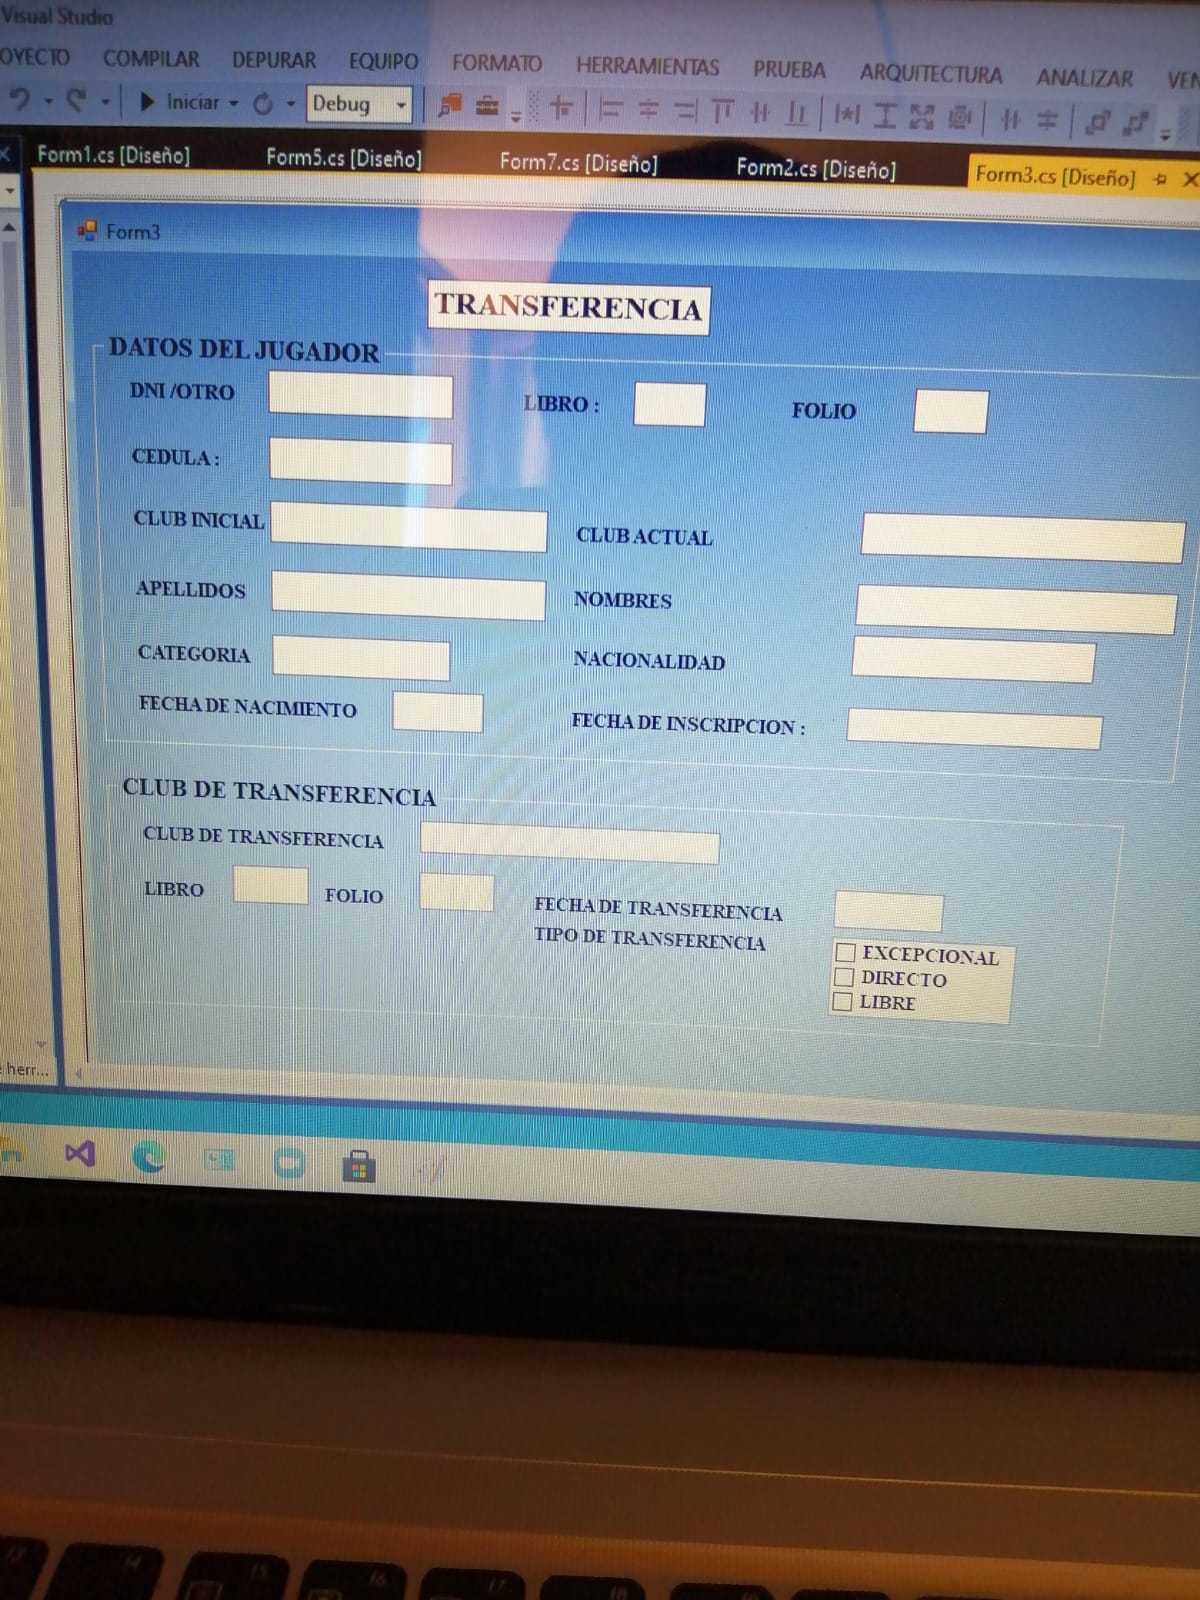 Visual Studio
OYECTO COMPILAR DEPURAR EQUIPO FORMATO HERRAMIENTAS PRUEBA ARQUITECTURA ANALIZAR VEN
Iniciar Debug
Form1.cs [Diseño] Form5.cs [Diseño] Form7.cs [Diseño] Form2.cs [Diseño] Form3.cs [Diseño]
Form3
TRANSFERENCIA
DATOS DEL JUGADOR
DNI /OTRO LIBRO : FOLIO
CEDULA :
CLUB INICIAL CLUB ACTUAL
APELLIDOS NOMBRES
CATEGORIA NACIONALIDAD
FECHA DE NACIMIENTO FECHA DE INSCRIPCION :
CLUB DE TRANSFERENCIA
CLUB DE TRANSFERENCIA
LIBRO FOLIO FECHA DE TRANSFERENCIA
TIPO DE TRANSFERENCIA EXCEPCIONAL
DIRECTO
LIBRE
herr...